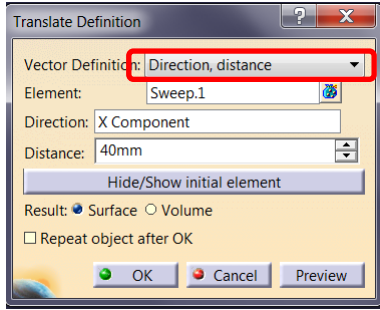 Translate Definition
Vector Definition: Direction, distance
Element: Sweep.1
Direction: X Component
Distance: 40mm
Hide/Show initial element
Result: Surface Volume
Repeat object after OK
OK Cancel Preview